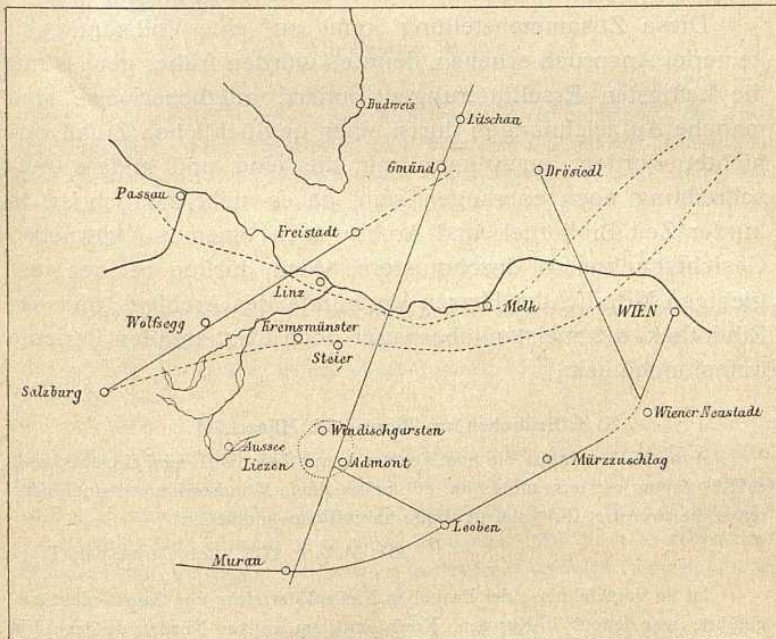 Budweis
Litschau
Gmünd
Drösiedl
Passau
Freistadt
Linz
Melk
WIEN
Wolfsegg
Kremsmünster
Steier
Salzburg
Wiener Neustadt
Windischgarsten
Aussee
Liezen
Admont
Mürzzuschlag
Leoben
Murau